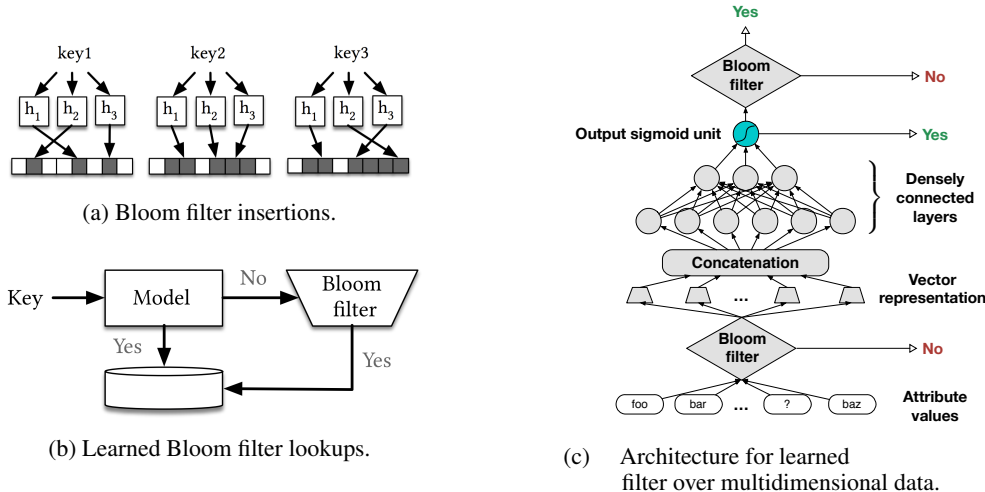 key1 key2 key3
h1 h2 h3 h1 h2 h3 h1 h2 h3
(a) Bloom filter insertions.
Key
Model
No
Bloom
filter
Yes
Yes
(b) Learned Bloom filter lookups.
Yes
Bloom
filter
No
Output sigmoid unit
Yes
Densely
connected
layers
Concatenation
...
Vector
representation
Bloom
filter
No
foo bar ... ? baz
Attribute
values
(c) Architecture for learned
filter over multidimensional data.